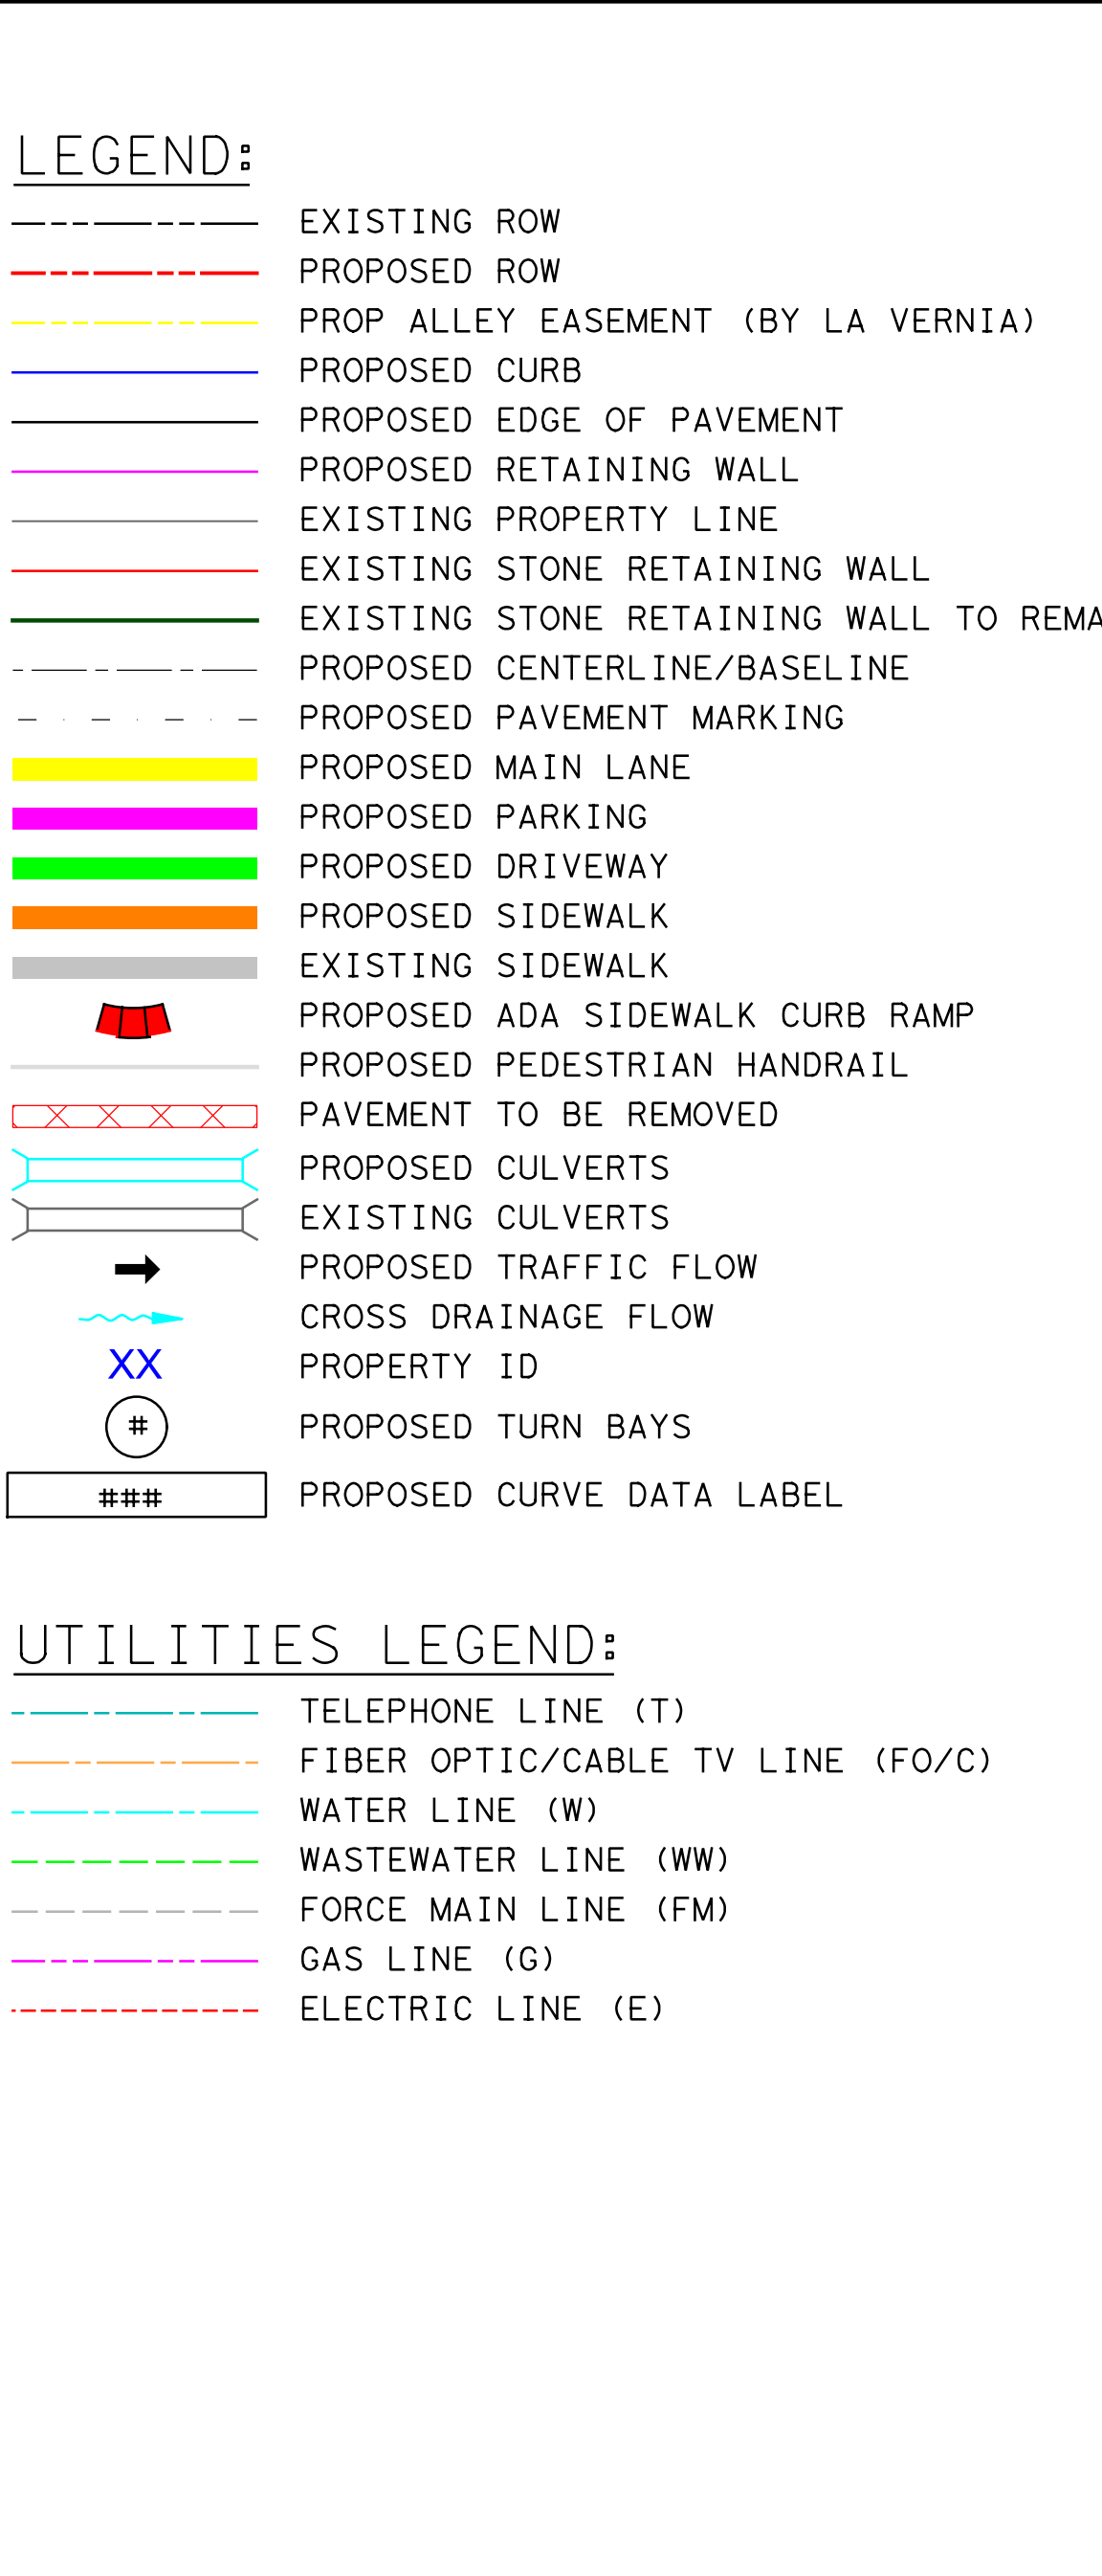 LEGEND:
EXISTING ROW
PROPOSED ROW
PROP ALLEY EASEMENT (BY LA VERNIA)
PROPOSED CURB
PROPOSED EDGE OF PAVEMENT
PROPOSED RETAINING WALL
EXISTING PROPERTY LINE
EXISTING STONE RETAINING WALL
EXISTING STONE RETAINING WALL TO
PROPOSED CENTERLINE/BASELINE
PROPOSED PAVEMENT MARKING
PROPOSED MAIN LANE
PROPOSED PARKING
PROPOSED DRIVEWAY
PROPOSED SIDEWALK
EXISTING SIDEWALK
PROPOSED ADA SIDEWALK CURB RAMP
PROPOSED PEDESTRIAN HANDRAIL
PAVEMENT TO BE REMOVED
PROPOSED CULVERTS
EXISTING CULVERTS
PROPOSED TRAFFIC FLOW
CROSS DRAINAGE FLOW
XX PROPERTY ID
# PROPOSED TURN BAYS
### PROPOSED CURVE DATA LABEL
UTILITIES LEGEND:
TELEPHONE LINE (T)
FIBER OPTIC/CABLE TV LINE (FO/C)
WATER LINE (W)
WASTEWATER LINE (WW)
FORCE MAIN LINE (FM)
GAS LINE (G)
ELECTRIC LINE (E)